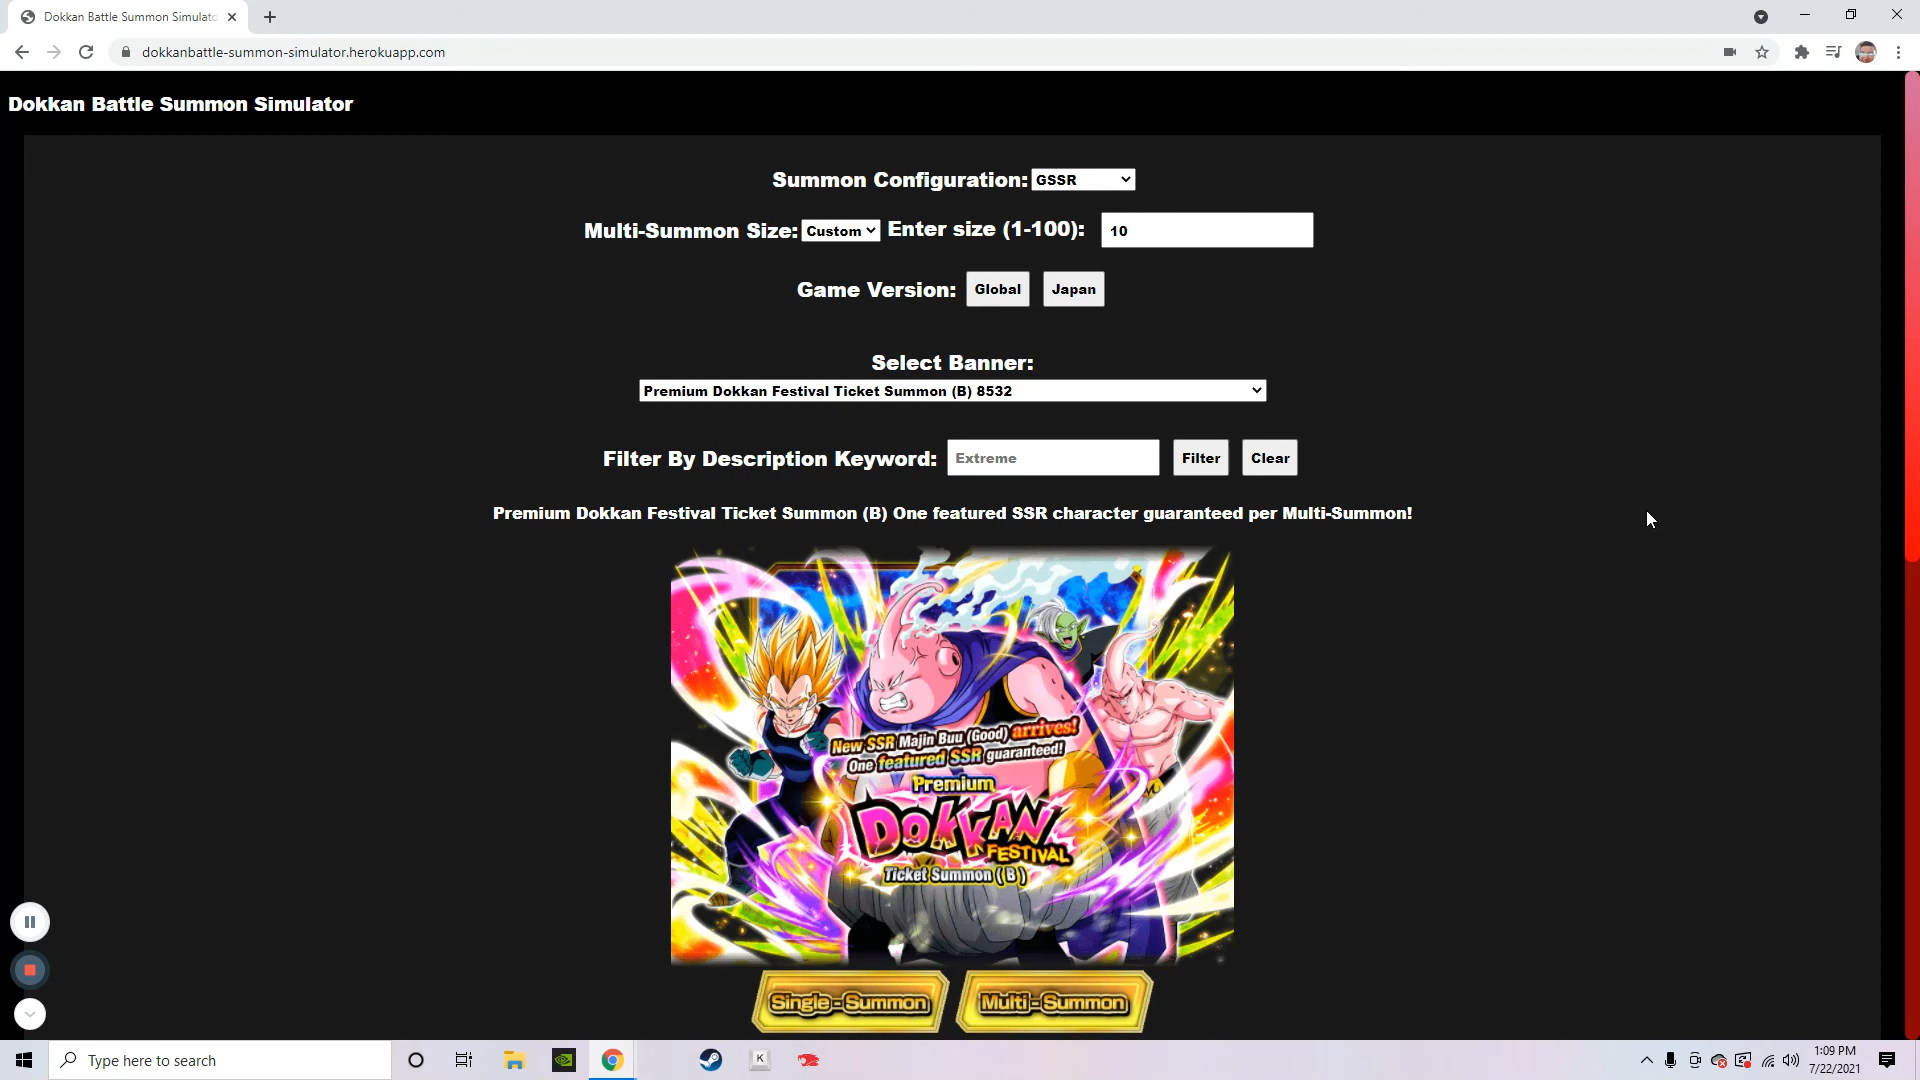 Dokkan Battle Summon Simulato
dokkanbattle-summon-simulator.herokuapp.com
Dokkan Battle Summon Simulator
Summon Configuration: GSSR
Multi-Summon Size: Custom Enter size (1-100): 10
Game Version: Global Japan
Select Banner:
Premium Dokkan Festival Ticket Summon (B) 8532
Filter By Description Keyword: Extreme Filter Clear
Premium Dokkan Festival Ticket Summon (B) One featured SSR character guaranteed per Multi-Summon!
New SSR Majin Buu (Good) arrives!
One featured SSR guaranteed!
Premium
DOKKAN
FESTIVAL
Ticket Summon (B)
Single-Summon Multi-Summon
Type here to search
K
1:09 PM
7/22/2021